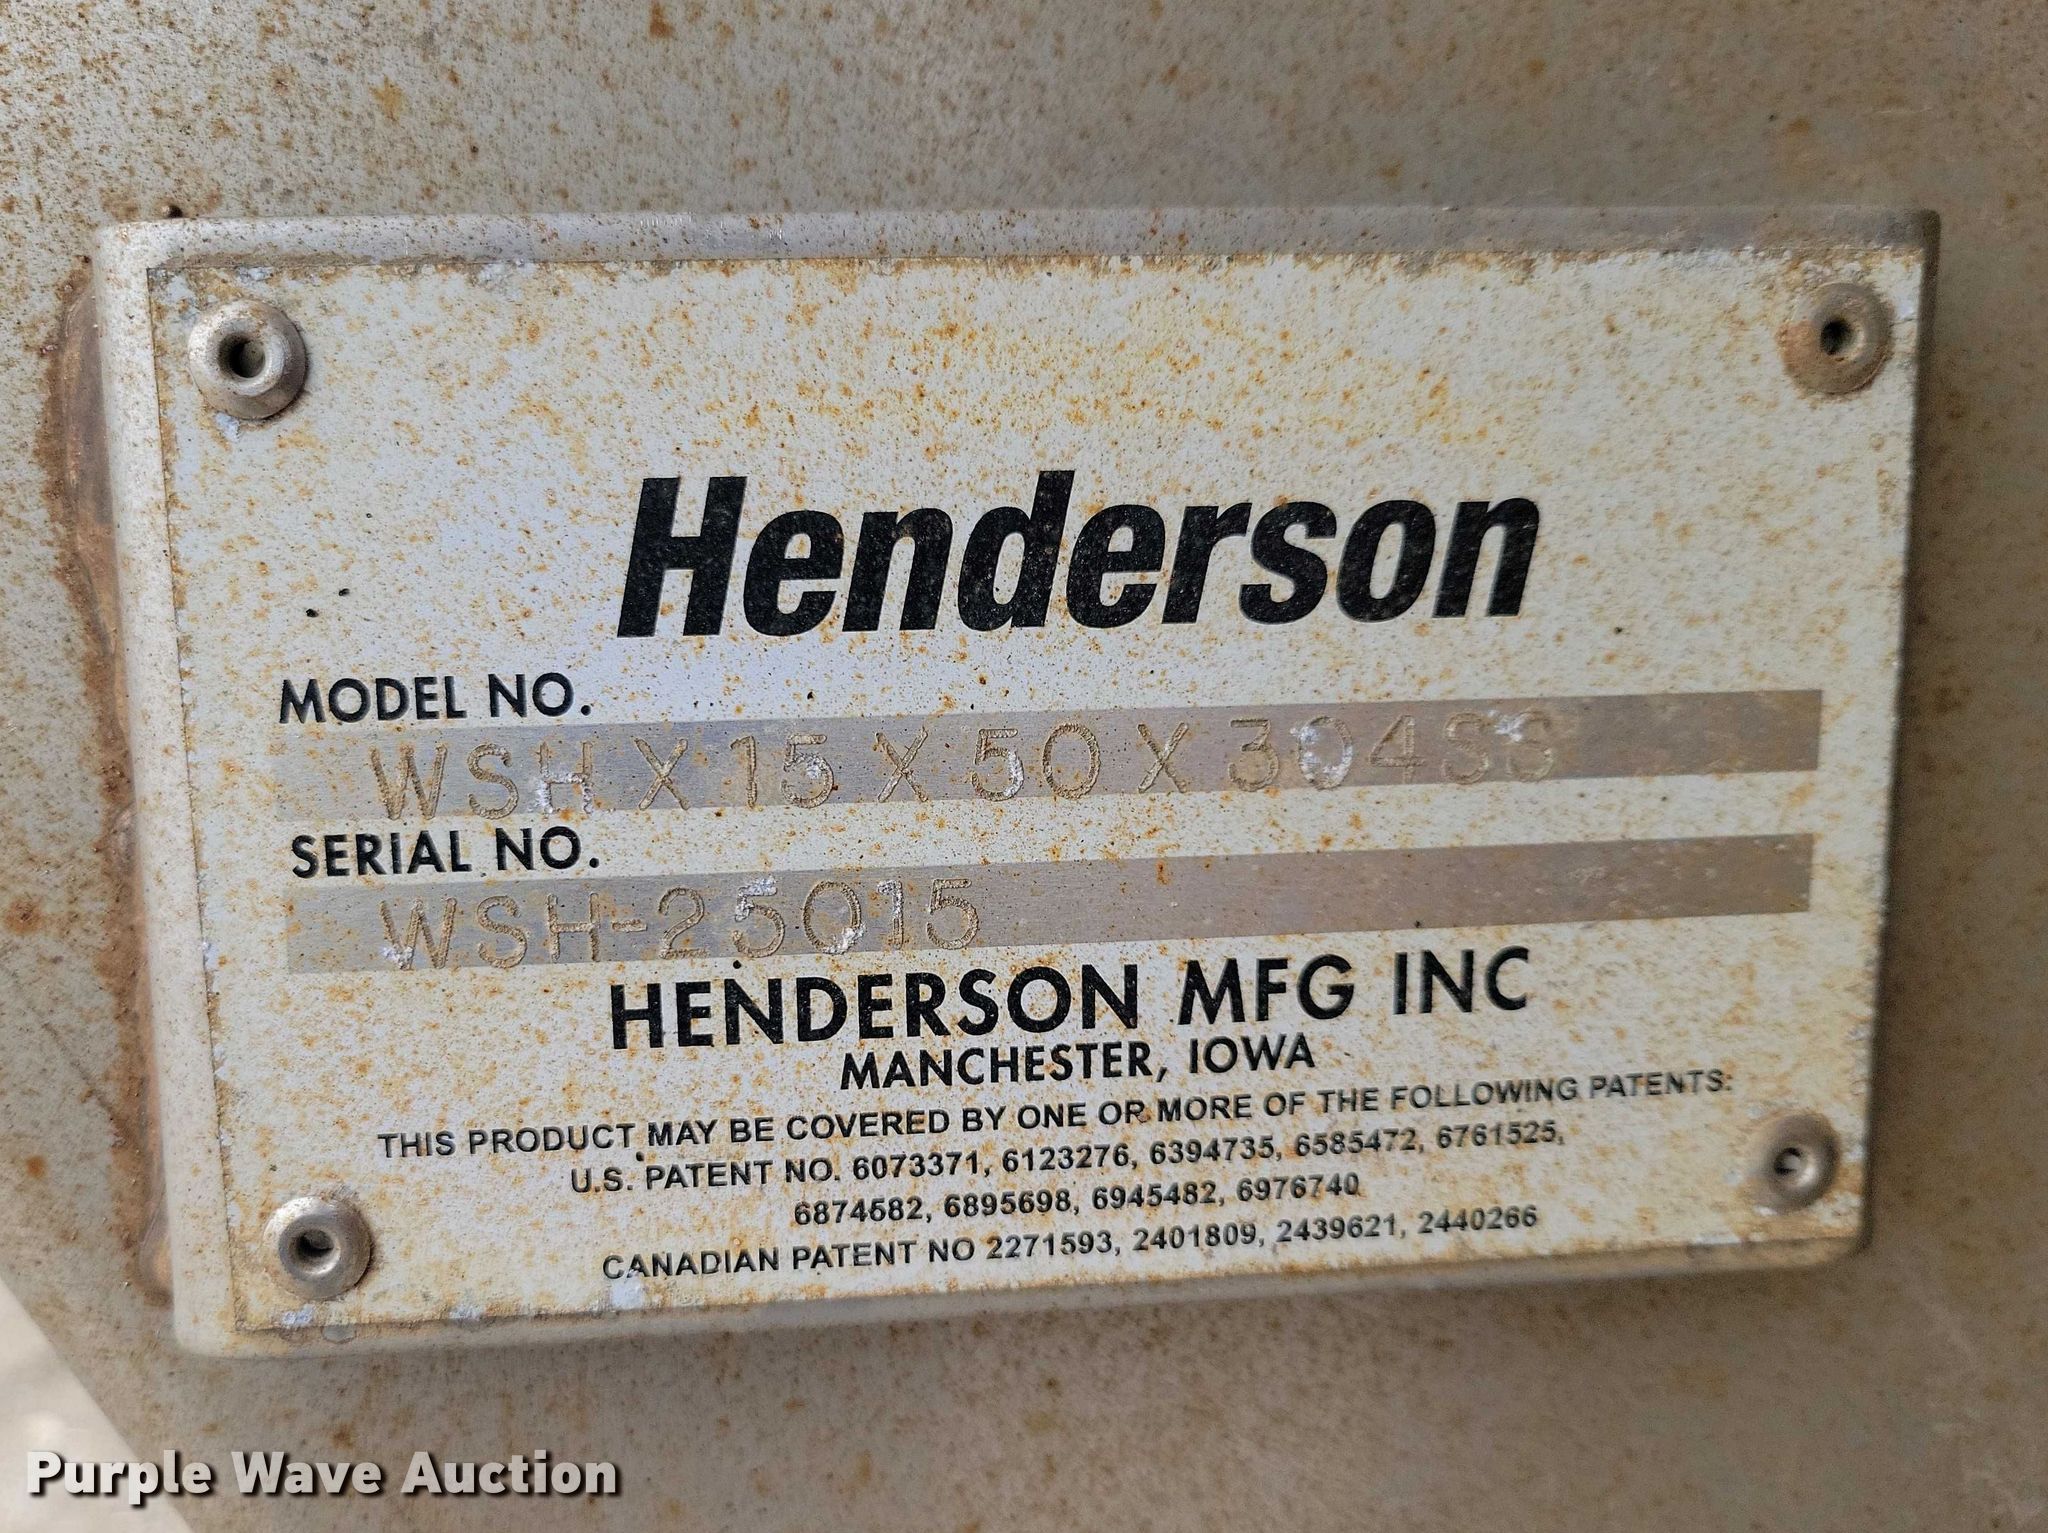 Henderson
MODEL NO.
WSH X 15 X 50 X 304SS
SERIAL NO.
WSH-25015
HENDERSON MFG INC
MANCHESTER, IOWA
THIS PRODUCT MAY BE COVERED BY ONE OR MORE OF THE FOLLOWING PATENTS:
U.S. PATENT NO. 6073371, 6123276, 6394735, 6585472, 6761525,
6874582, 6895698, 6945482, 6976740
CANADIAN PATENT NO 2271593, 2401809, 2439621, 2440266
Purple Wave Auction